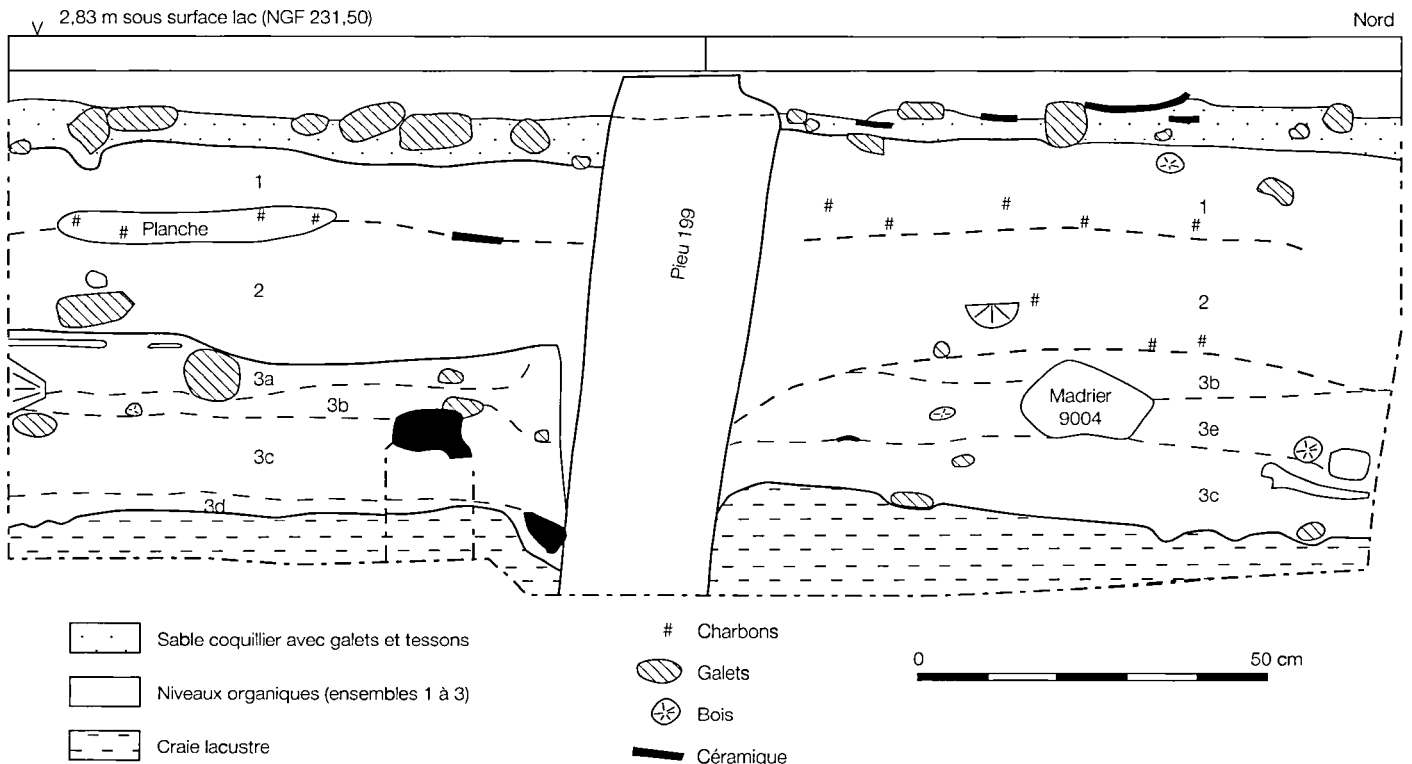 2,83 m sous surface lac (NGF 231,50)
Nord
1
1
# # # Planche #
# # # # #
Pieu 199
2
2
#
# #
3a
3b
3b
Madrier
9004
3e
3c
3c
3d
Sable coquillier avec galets et tessons
Niveaux organiques (ensembles 1 à 3)
Craie lacustre
# Charbons
Galets
Bois
Céramique
0 50 cm